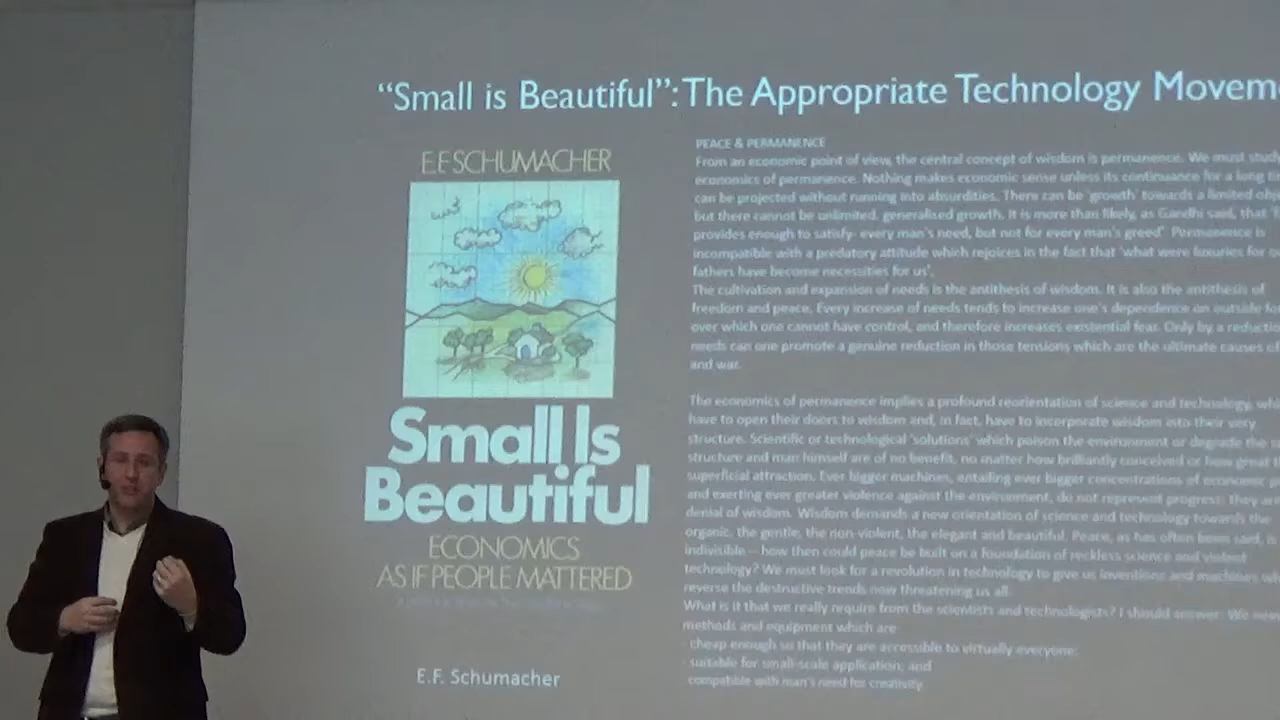 “Small is Beautiful”: The Appropriate Technology Movem
E.F. SCHUMACHER
Small Is
Beautiful
ECONOMICS
AS IF PEOPLE MATTERED
E.F. Schumacher
PEACE & PERMANENCE
From an economic point of view, the central concept of wisdom is permanence. We must study
economics of permanence. Nothing makes economic sense unless its continuance for a long
can be projected without running into absurdities. There can be 'growth' towards a limited
but there cannot be unlimited, generalised growth. It is more than likely, as Gandhi said, that
provides enough to satisfy- every man's need, but not for every man's greed'. Permanence is
incompatible with a predatory attitude which rejoices in the fact that 'what were luxuries for
fathers have become necessities for us'.
The cultivation and expansion of needs is the antithesis of wisdom. It is also the antithesis of
freedom and peace. Every increase of needs tends to increase one's dependence on outside
over which one cannot have control, and therefore increases existential fear. Only by a
needs can one promote a genuine reduction in those tensions which are the ultimate causes of
and war.
The economics of permanence implies a profound reorientation of science and technology,
have to open their doors to wisdom and, in fact, have to incorporate wisdom into their very
structure. Scientific or technological 'solutions' which poison the environment or degrade the
structure and man himself are of no benefit, no matter how brilliantly conceived or how great
superficial attraction. Ever bigger machines, entailing ever bigger concentrations of economic
and exerting ever greater violence against the environment, do not represent progress: they are
denial of wisdom. Wisdom demands a new orientation of science and technology towards the
organic, the gentle, the non-violent, the elegant and beautiful. Peace, as has often been said, is
indivisible - how then could peace be built on a foundation of reckless science and violent
technology? We must look for a revolution in technology to give us inventions and machines
reverse the destructive trends now threatening us all.
What is it that we really require from the scientists and technologists? I should answer: We
methods and equipment which are
- cheap enough so that they are accessible to virtually everyone;
- suitable for small-scale application; and
compatible with man's need for creativity